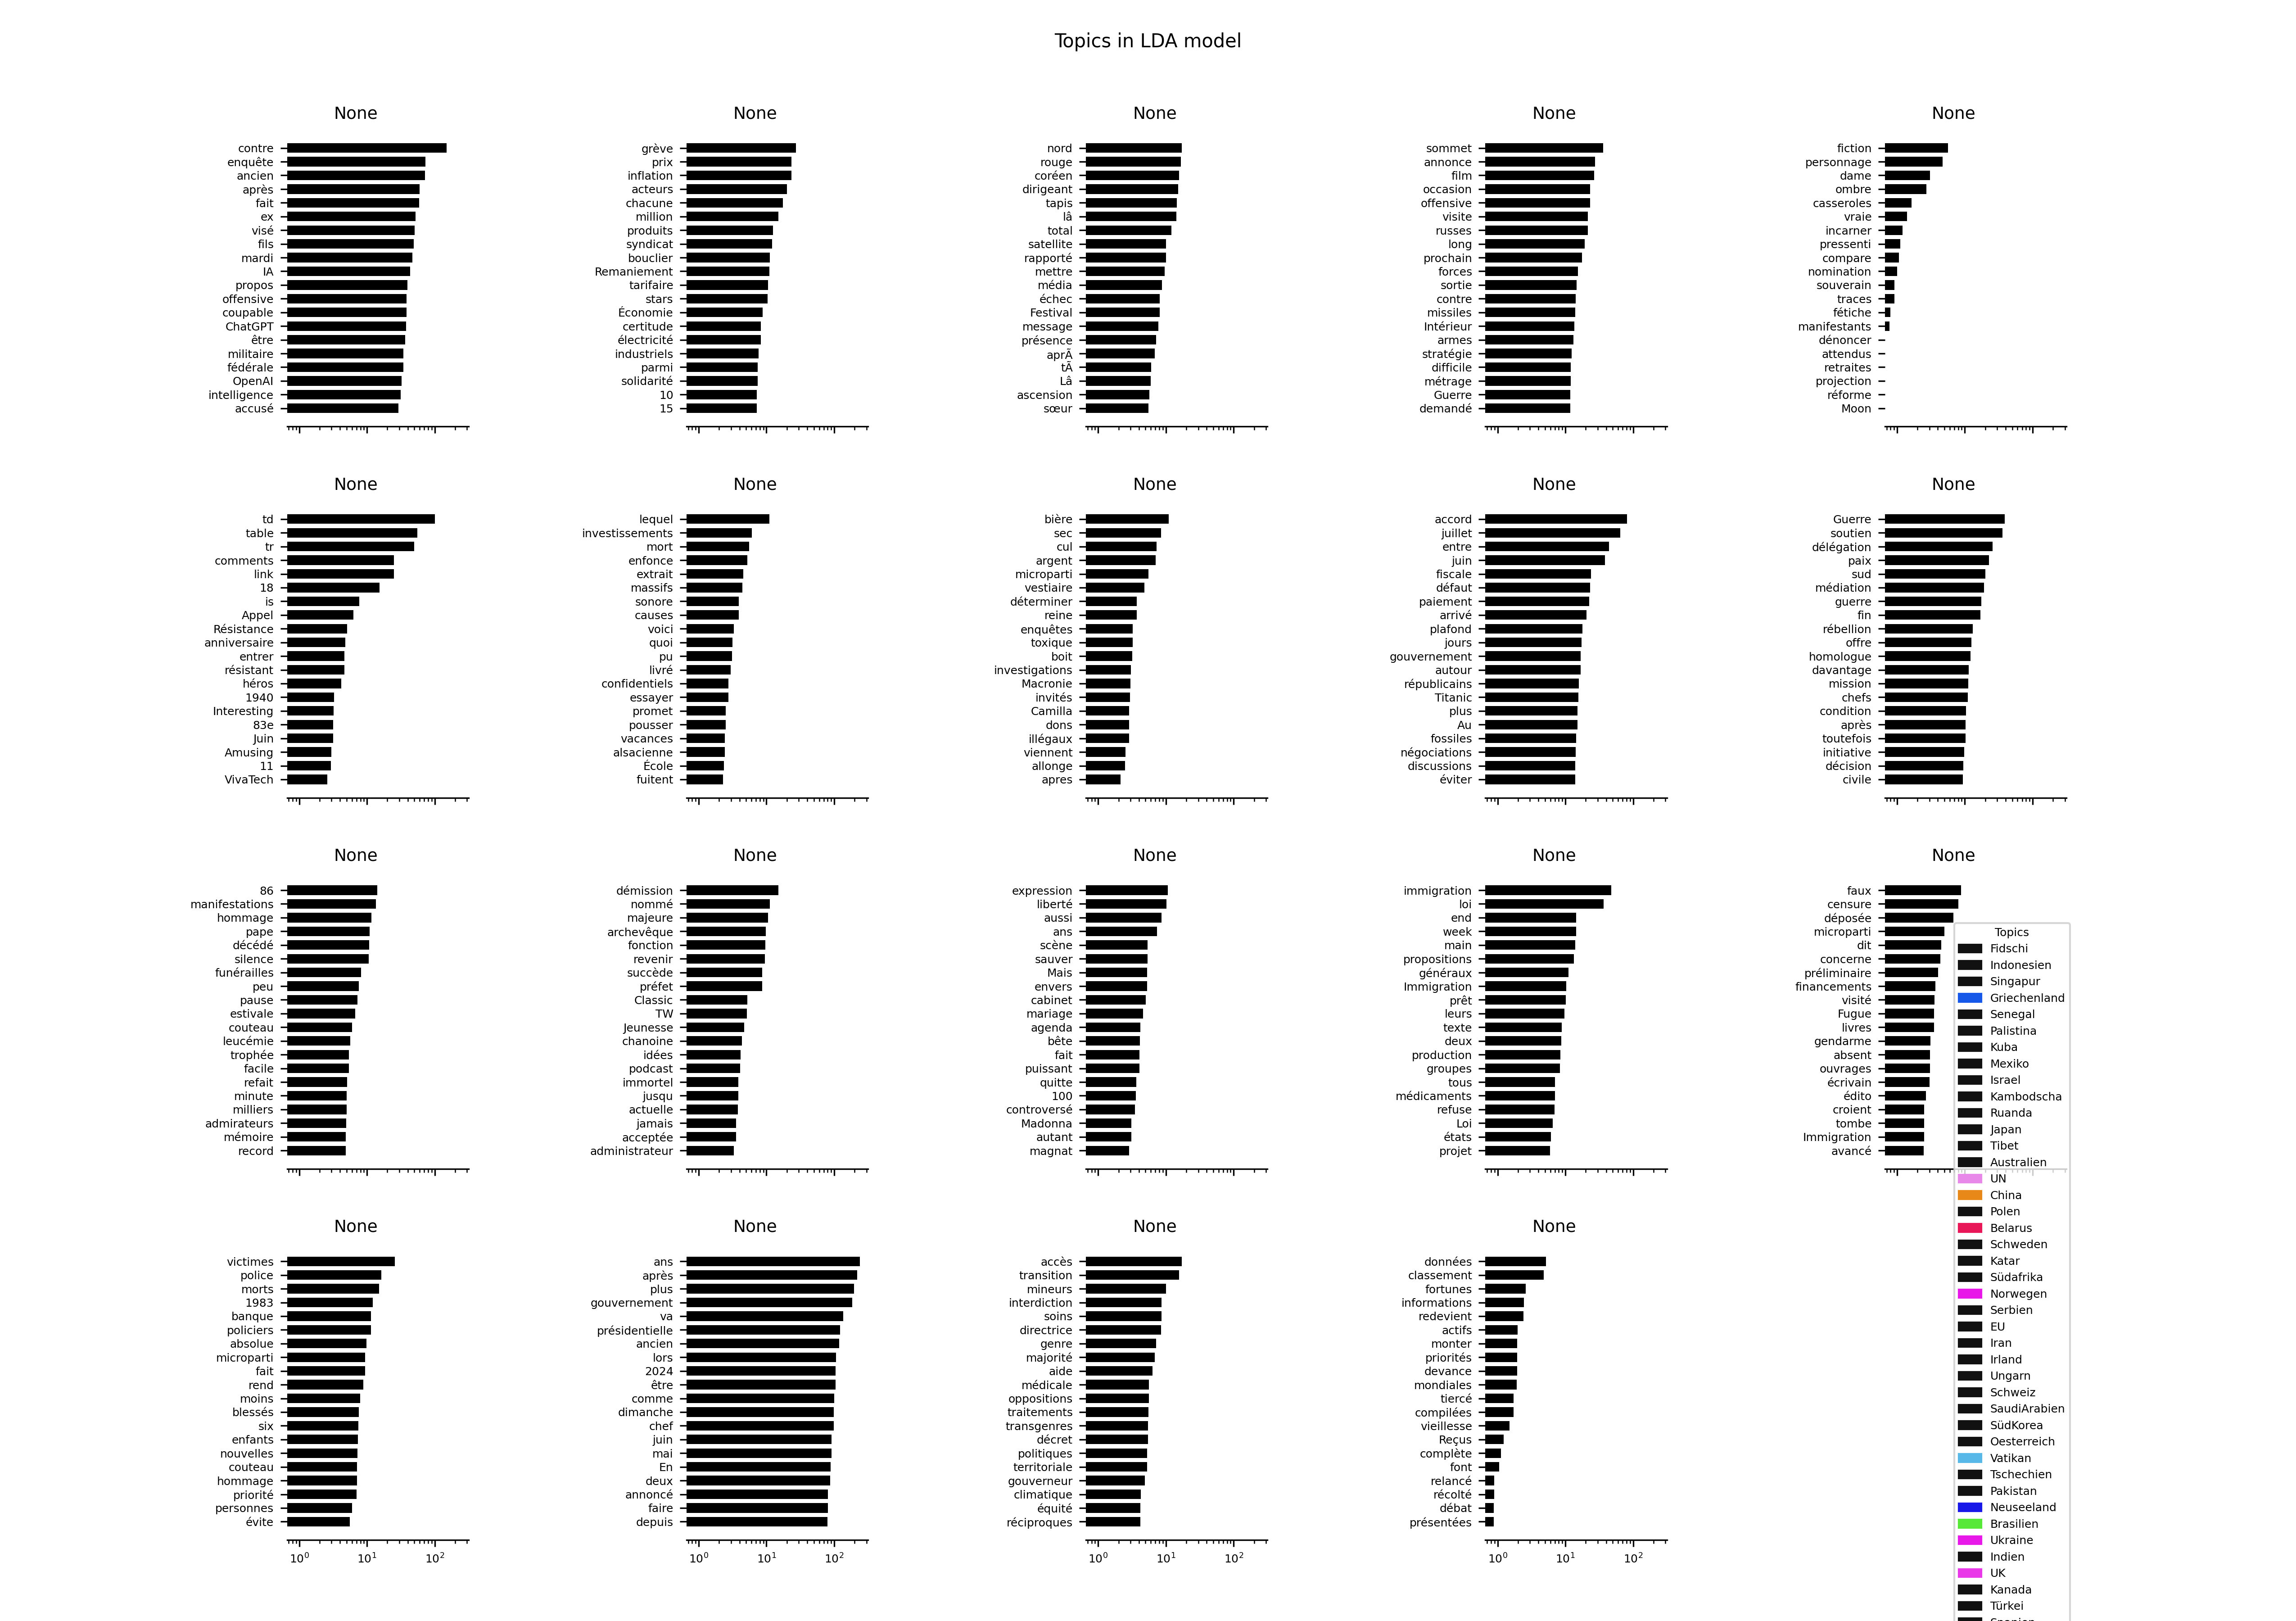 Topics in LDA model
None
contre
enquête
ancien
après
fait
ex
visé
fils
mardi
IA
propos
offensive
coupable
ChatGPT
être
militaire
fédérale
OpenAI
intelligence
accusé
None
grève
prix
inflation
acteurs
chacune
million
produits
syndicat
bouclier
Remaniement
tarifaire
stars
Économie
certitude
électricité
industriels
parmi
solidarité
10
15
None
nord
rouge
coréen
dirigeant
tapis
lâ
total
satellite
rapporté
mettre
média
échec
Festival
message
présence
aprÃ
tÃ
Lâ
ascension
sœur
None
sommet
annonce
film
occasion
offensive
visite
russes
long
prochain
forces
sortie
contre
missiles
Intérieur
armes
stratégie
difficile
métrage
Guerre
demandé
None
fiction
personnage
dame
ombre
casseroles
vraie
incarner
pressenti
compare
nomination
souverain
traces
fétiche
manifestants
dénoncer
attendus
retraites
projection
réforme
Moon
None
td
table
tr
comments
link
18
is
Appel
Résistance
anniversaire
entrer
résistant
héros
1940
Interesting
83e
Juin
Amusing
11
VivaTech
None
lequel
investissements
mort
enfonce
extrait
massifs
sonore
causes
voici
quoi
pu
livré
confidentiels
essayer
promet
pousser
vacances
alsacienne
École
fuitent
None
bière
sec
cul
argent
microparti
vestiaire
déterminer
reine
enquêtes
toxique
boit
investigations
Macronie
invités
Camilla
dons
illégaux
viennent
allonge
apres
None
accord
juillet
entre
juin
fiscale
défaut
paiement
arrivé
plafond
jours
gouvernement
autour
républicains
Titanic
plus
Au
fossiles
négociations
discussions
éviter
None
Guerre
soutien
délégation
paix
sud
médiation
guerre
fin
rébellion
offre
homologue
davantage
mission
chefs
condition
après
toutefois
initiative
décision
civile
None
86
manifestations
hommage
pape
décédé
silence
funérailles
peu
pause
estivale
couteau
leucémie
trophée
facile
refait
minute
milliers
admirateurs
mémoire
record
None
démission
nommé
majeure
archevêque
fonction
revenir
succède
préfet
Classic
TW
Jeunesse
chanoine
idées
podcast
immortel
jusqu
actuelle
jamais
acceptée
administrateur
None
expression
liberté
aussi
ans
scène
sauver
Mais
envers
cabinet
mariage
agenda
bête
fait
puissant
quitte
100
controversé
Madonna
autant
magnat
None
immigration
loi
end
week
main
propositions
généraux
Immigration
prêt
leurs
texte
deux
production
groupes
tous
médicaments
refuse
Loi
états
projet
None
faux
censure
déposée
microparti
dit
concerne
préliminaire
financements
visité
Fugue
livres
gendarme
absent
ouvrages
écrivain
édito
croient
tombe
Immigration
avancé
None
victimes
police
morts
1983
banque
policiers
absolue
microparti
fait
rend
moins
blessés
six
enfants
nouvelles
couteau
hommage
priorité
personnes
évite
10⁰ 10¹ 10²
None
ans
après
plus
gouvernement
va
présidentielle
ancien
lors
2024
être
comme
dimanche
chef
juin
mai
En
deux
annoncé
faire
depuis
10⁰ 10¹ 10²
None
accès
transition
mineurs
interdiction
soins
directrice
genre
majorité
aide
médicale
oppositions
traitements
transgenres
décret
politiques
territoriale
gouverneur
climatique
équité
réciproques
10⁰ 10¹ 10²
None
données
classement
fortunes
informations
redevient
actifs
monter
priorités
devance
mondiales
tiercé
compilées
vieillesse
Reçus
complète
font
relancé
récolté
débat
présentées
10⁰ 10¹ 10²
Topics
Fidschi
Indonesien
Singapur
Griechenland
Senegal
Palistina
Kuba
Mexiko
Israel
Kambodscha
Ruanda
Japan
Tibet
Australien
UN
China
Polen
Belarus
Schweden
Katar
Südafrika
Norwegen
Serbien
EU
Iran
Irland
Ungarn
Schweiz
SaudiArabien
SüdKorea
Oesterreich
Vatikan
Tschechien
Pakistan
Neuseeland
Brasilien
Ukraine
Indien
UK
Kanada
Türkei